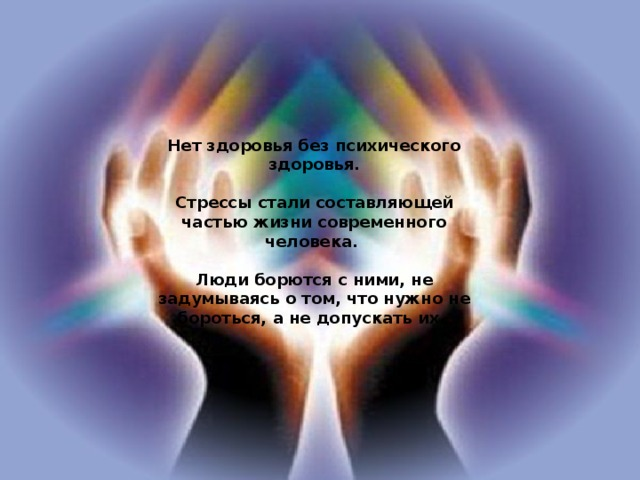 Нет здоровья без психического
здоровья.
Стрессы стали составляющей
частью жизни современного
человека.
Люди борются с ними, не
задумываясь о том, что нужно не
бороться, а не допускать их.